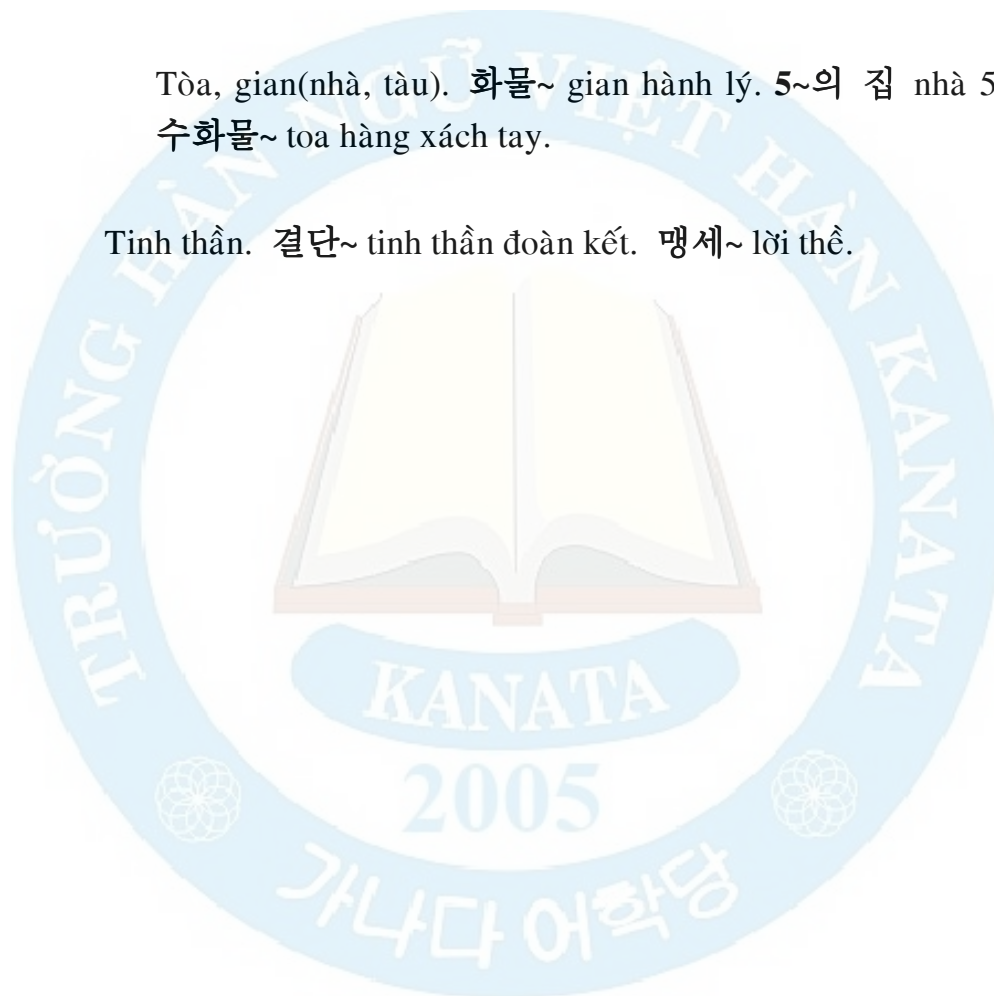 Tòa, gian(nhà, tàu). 화물~ gian hành lý. 5~의 집 nhà 5
수화물~ toa hàng xách tay.
Tinh thần. 결단~ tinh thần đoàn kết. 맹세~ lời thề.
TRƯỜNG HÀN NGỮ VIỆT HÀN KANATA
KANATA
2005
가나다 어학당